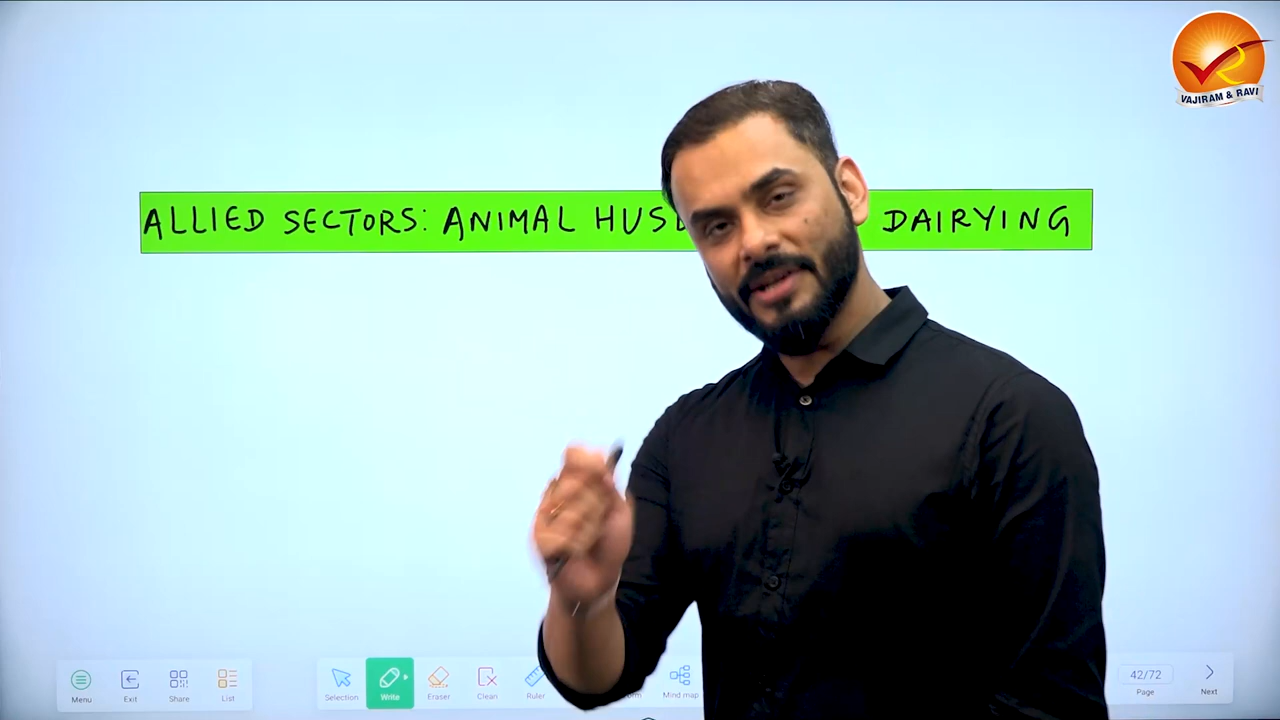 VAJIRAM & RAVI
ALLIED SECTORS: ANIMAL DAIRYING
42/72
Menu Exit Share List Selection Write Eraser Clean Ruler Mind map Page Next